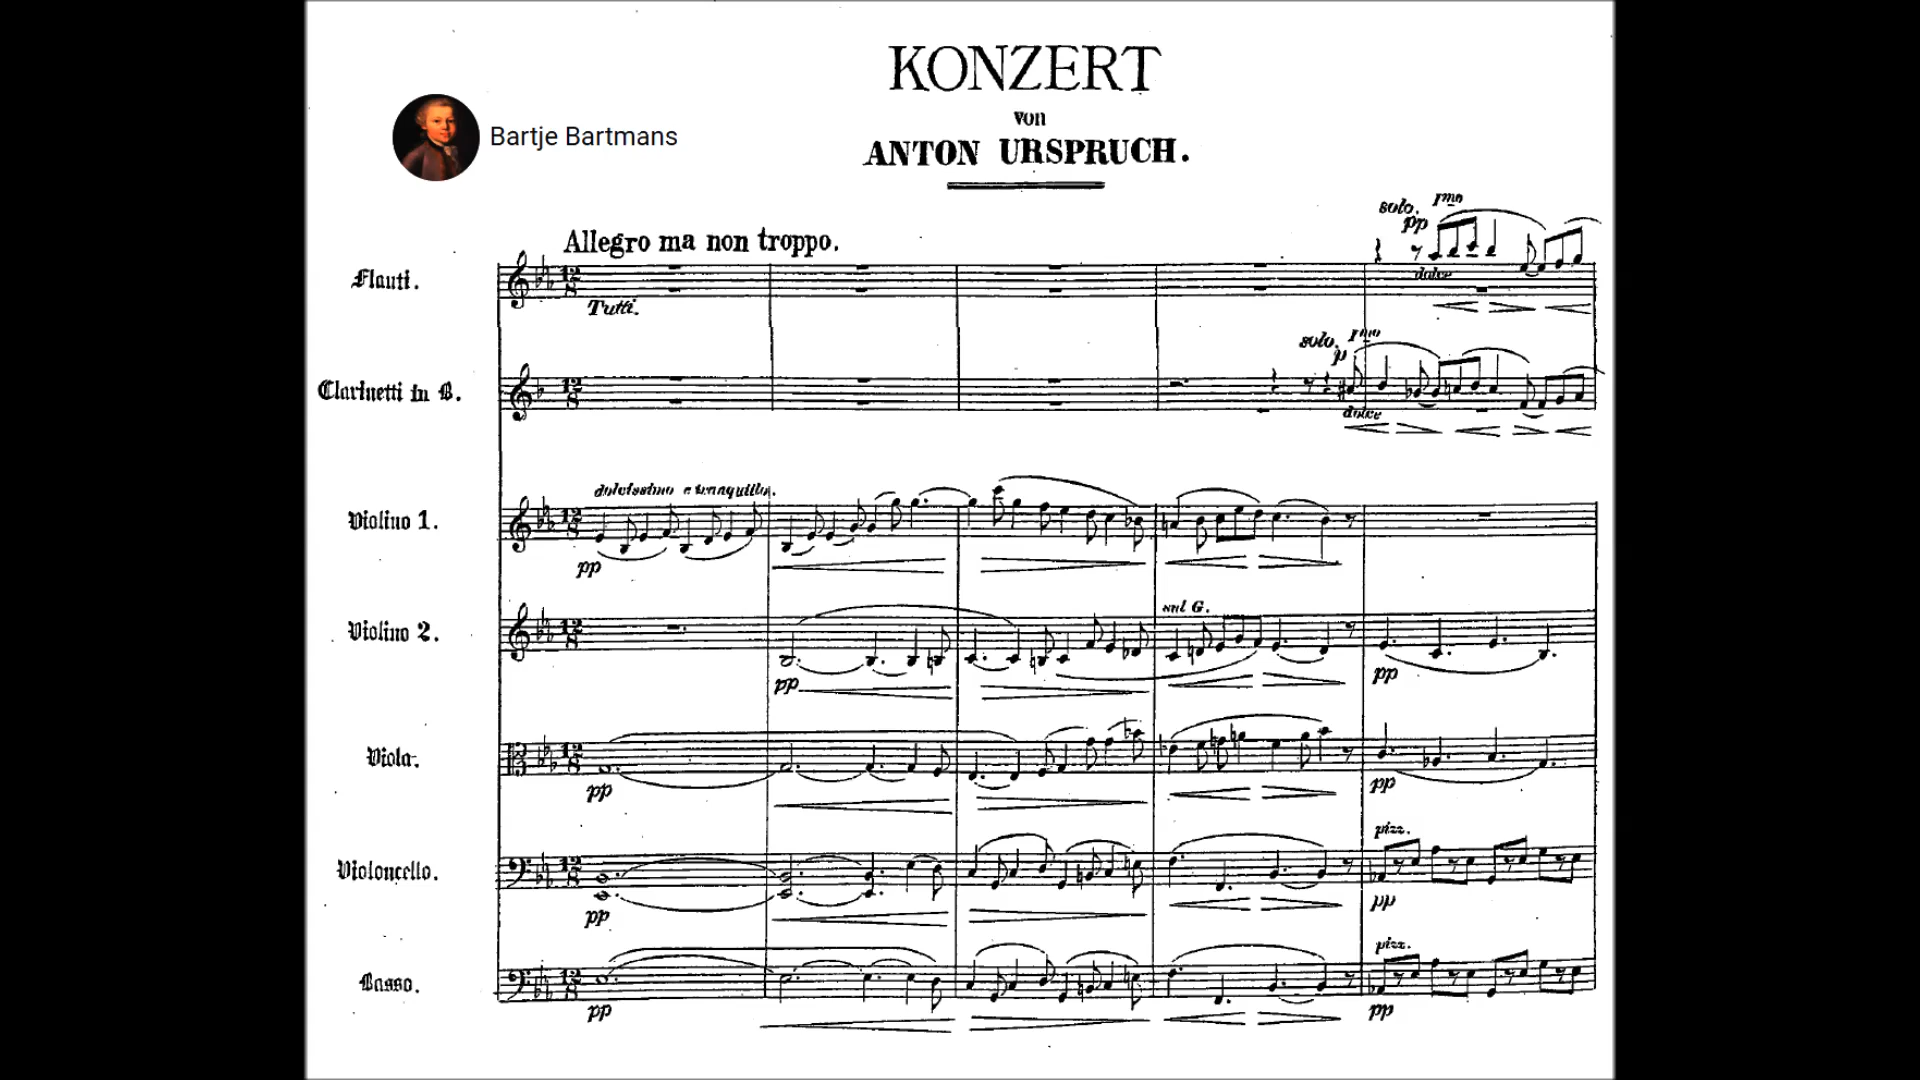 KONZERT
von
ANTON URSPRUCH.
Bartje Bartmans
Allegro ma non troppo.
solo. Imo
pp
Flauti.
Tutti.
dolce
solo. Imo
p
Clarinetti in B.
dolce
dolcissimo e tranquillo.
Violino 1.
pp
sul G.
Violino 2.
pp
pp
Viola.
pp
pp
pizz.
Violoncello.
pp
pp
pizz.
Basso.
pp
pp